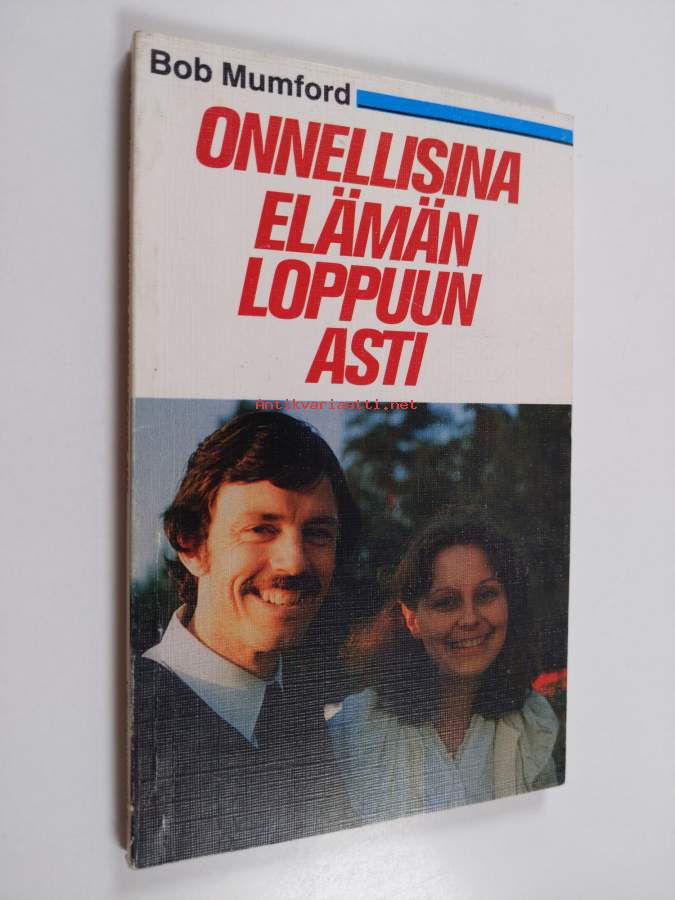 Bob Mumford
ONNELLISINA
ELÄMÄN
LOPPUUN
ASTI
Antikvariaatti.net